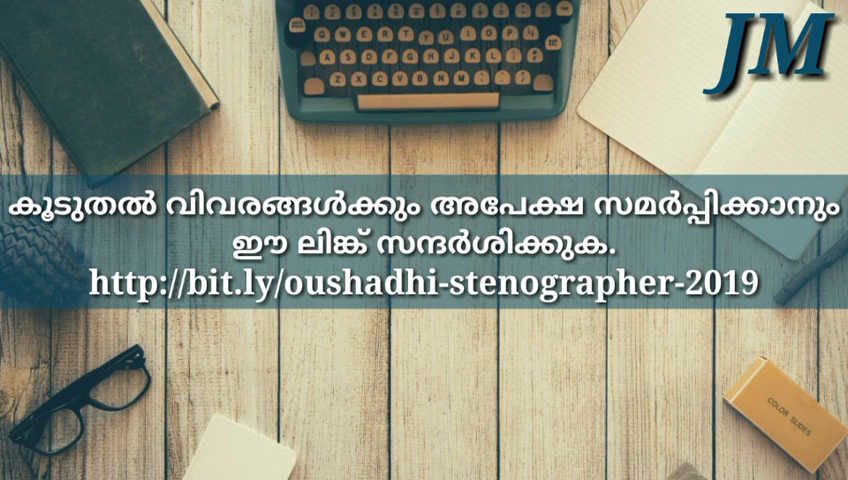 JM
കൂടുതൽ വിവരങ്ങൾക്കും അപേക്ഷ സമർപ്പിക്കാനും
ഈ ലിങ്ക് സന്ദർശിക്കുക.
http://bit.ly/oushadhi-stenographer-2019
Q W E R T Y U I O P
A S D F G H J K L
Z X C V B N M
COLOR SLIDES